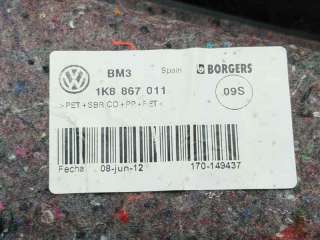 BM3 Spain BORGERS
1K8 867 011 09S
>PET+SBR,CO+PP+PET<
Fecha 08-jun-12 170-149437